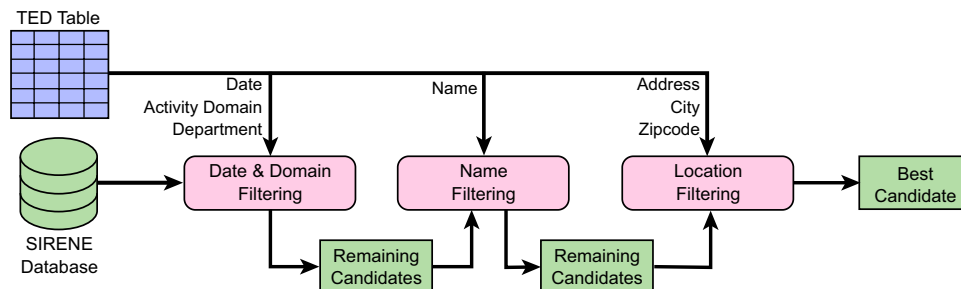 TED Table
Date
Activity Domain
Department
Name
Address
City
Zipcode
Date & Domain
Filtering
Name
Filtering
Location
Filtering
Best
Candidate
SIRENE
Database
Remaining
Candidates
Remaining
Candidates